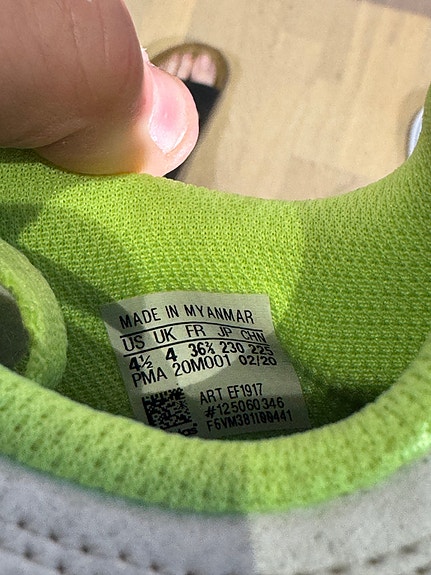 MADE IN MYANMAR
US UK FR JP CHN
4½ 4 36⅔ 230 225
PMA 20M001 02/20
ART EF1917
#125060346